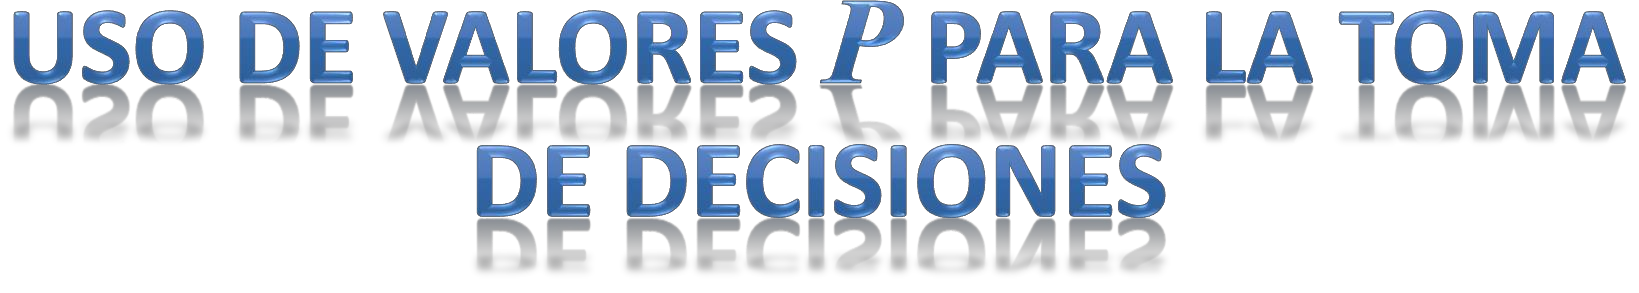 USO DE VALORES P PARA LA TOMA
DE DECISIONES